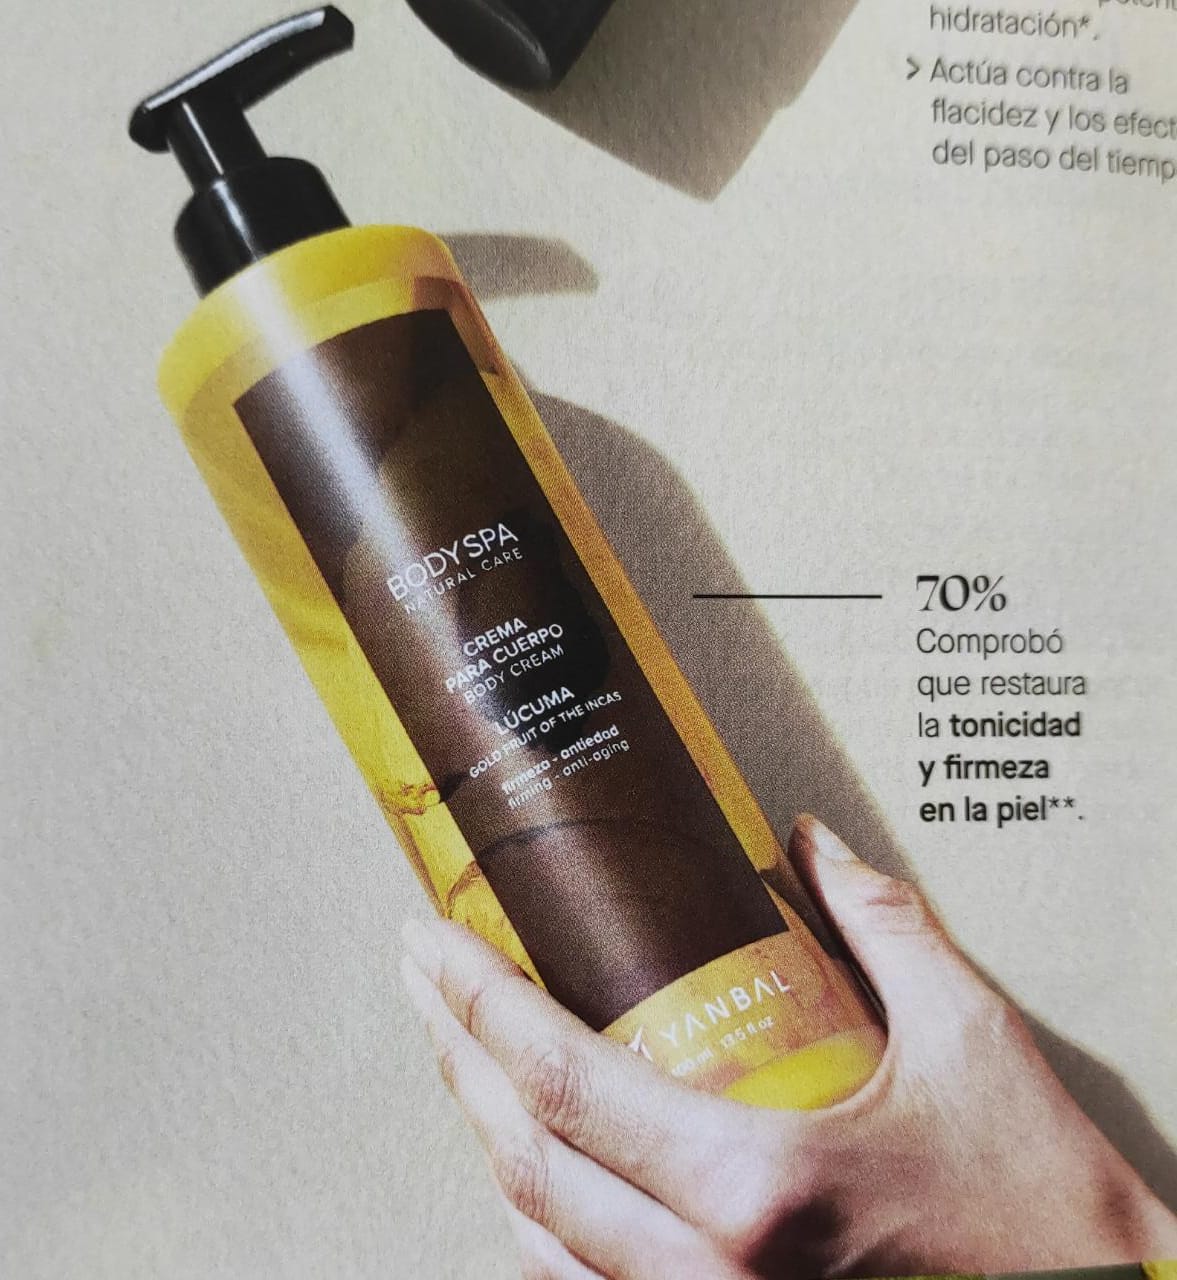 hidratación*.
> Actúa contra la
flacidez y los
del paso del
BODY SPA
NATURAL CARE
CREMA
PARA CUERPO
BODY CREAM
LÚCUMA
GOLD FRUIT OF THE INCAS
firmeza - antiedad
firming - anti-aging
YANBAL
400 ml 13.5 fl oz
70%
Comprobó
que restaura
la tonicidad
y firmeza
en la piel**.